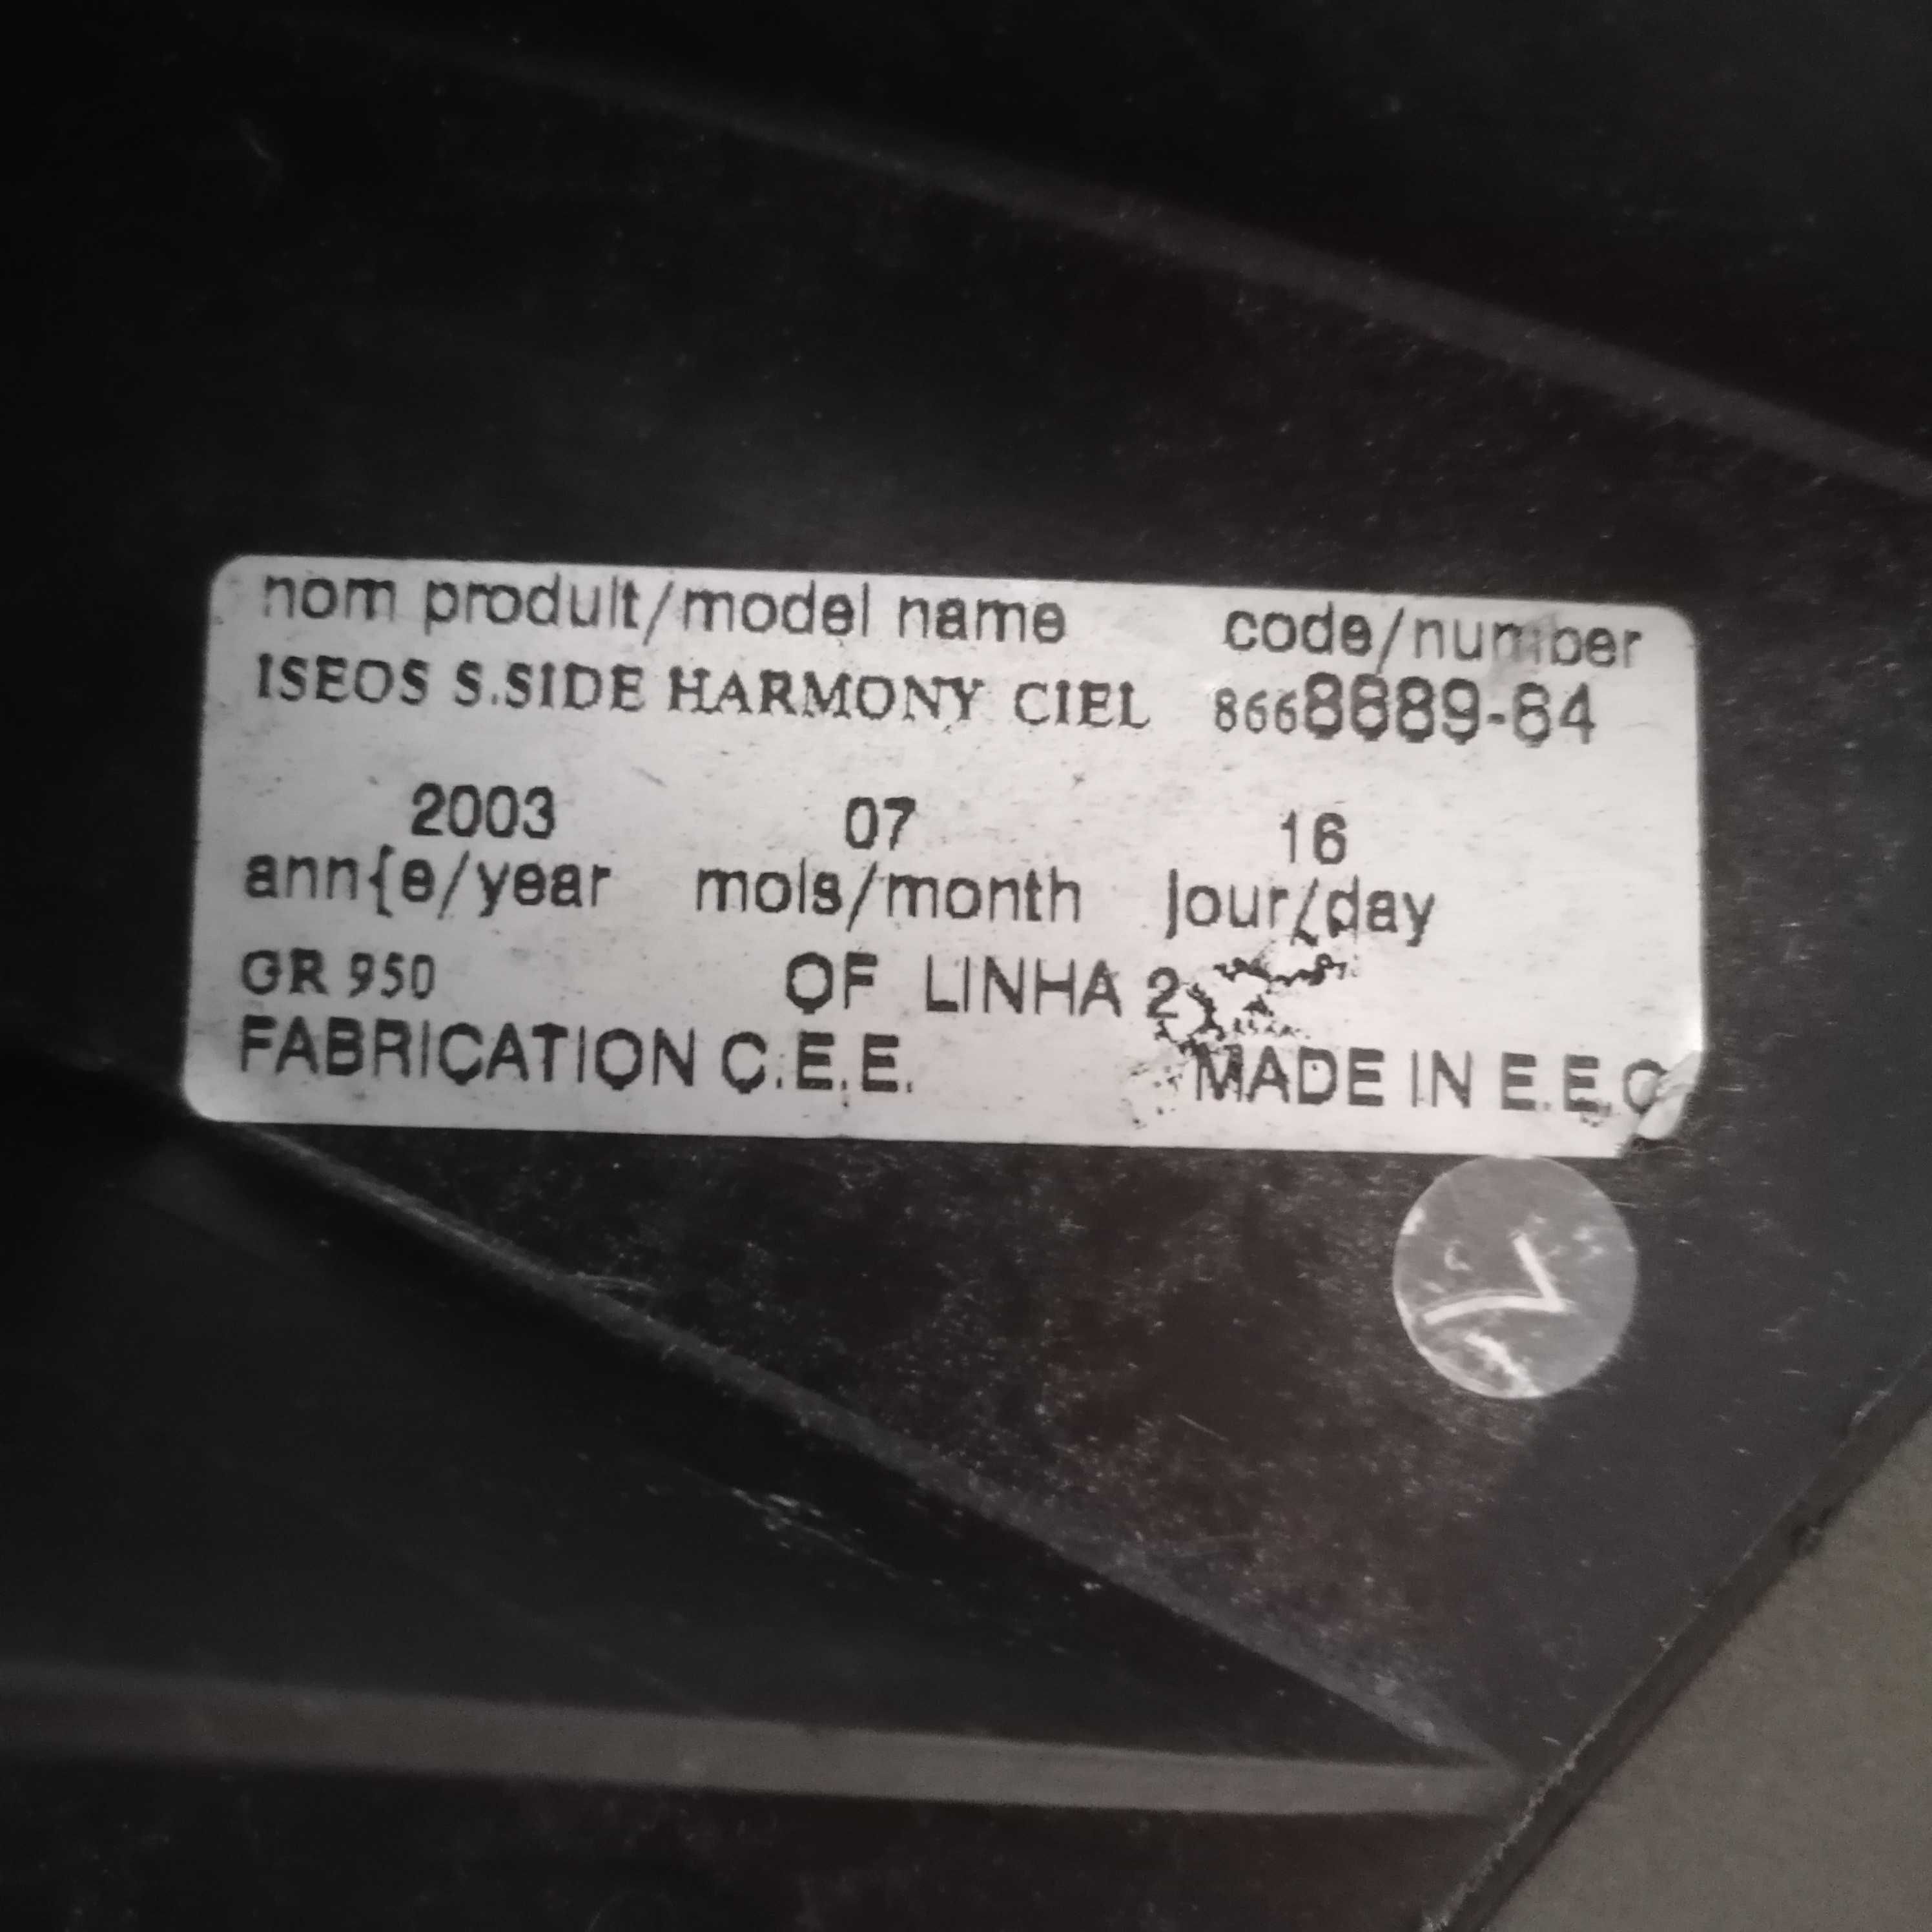 nom produit/model name code/number
ISEOS S.SIDE HARMONY CIEL 8668689-64
2003 07 16
ann{e/year mois/month jour/day
GR 950 OF LINHA 2
FABRICATION C.E.E. MADE IN E.E.C